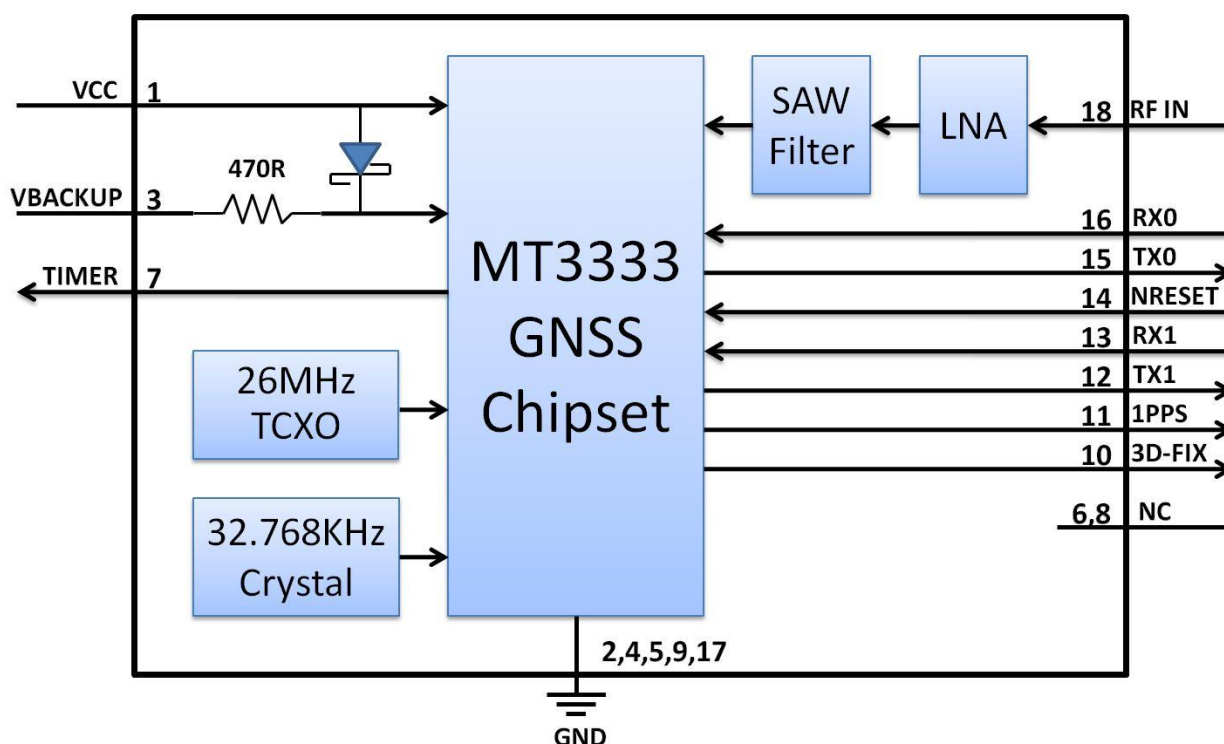 VCC 1
470R
VBACKUP 3
TIMER 7
26MHz
TCXO
32.768KHz
Crystal
MT3333
GNSS
Chipset
SAW
Filter
LNA
18 RF IN
16 RX0
15 TX0
14 NRESET
13 RX1
12 TX1
11 1PPS
10 3D-FIX
6,8 NC
2,4,5,9,17
GND